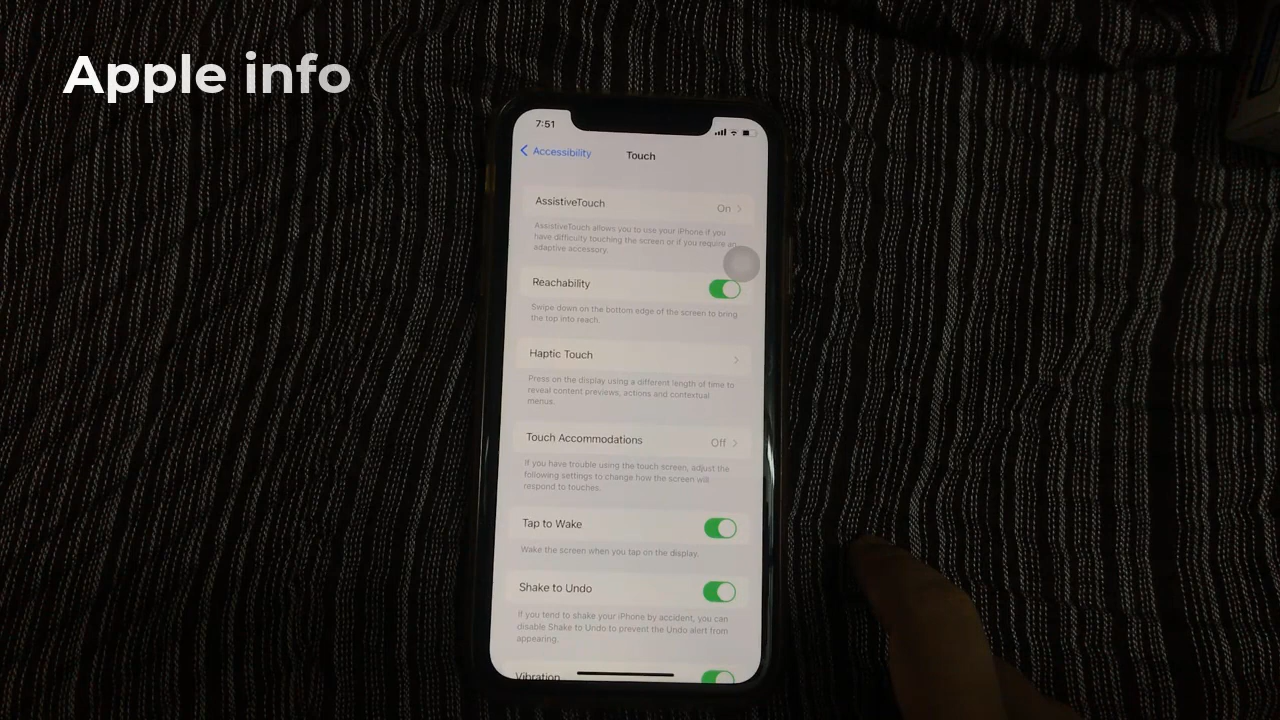 Apple info
7:51
Accessibility
Touch
AssistiveTouch
On
AssistiveTouch allows you to use your iPhone if you
have difficulty touching the screen or if you require an
adaptive accessory.
Reachability
Swipe down on the bottom edge of the screen to bring
the top into reach.
Haptic Touch
Press on the display using a different length of time to
reveal content previews, actions and contextual
menus.
Touch Accommodations
Off
If you have trouble using the touch screen, adjust the
following settings to change how the screen will
respond to touches.
Tap to Wake
Wake the screen when you tap on the display.
Shake to Undo
If you tend to shake your iPhone by accident, you can
disable Shake to Undo to prevent the Undo alert from
appearing.
Vibration